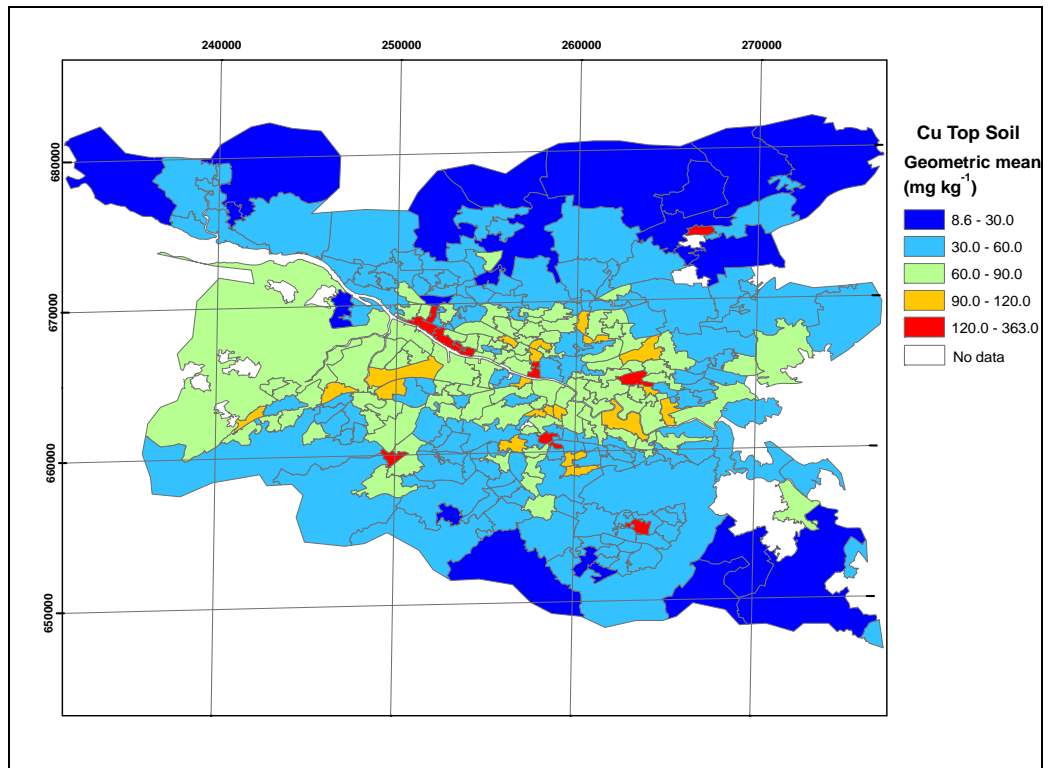 240000 250000 260000 270000
680000
670000
660000
650000
Cu Top Soil
Geometric mean
(mg kg⁻¹)
8.6 - 30.0
30.0 - 60.0
60.0 - 90.0
90.0 - 120.0
120.0 - 363.0
No data